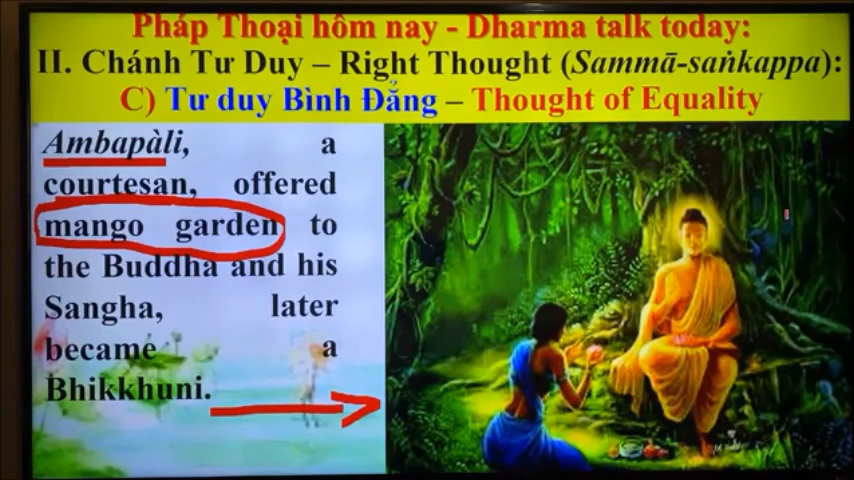 Pháp Thoại hôm nay - Dharma talk today:
II. Chánh Tư Duy – Right Thought (Sammā-saṅkappa):
C) Tư duy Bình Đẳng – Thought of Equality
Ambapàli, a
courtesan, offered
mango garden to
the Buddha and his
Sangha, later
became a
Bhikkhuni.